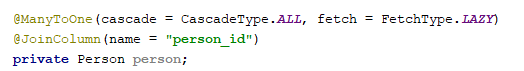 @ManyToOne(cascade = CascadeType.ALL, fetch = FetchType.LAZY)
@JoinColumn(name = "person_id")
private Person person;